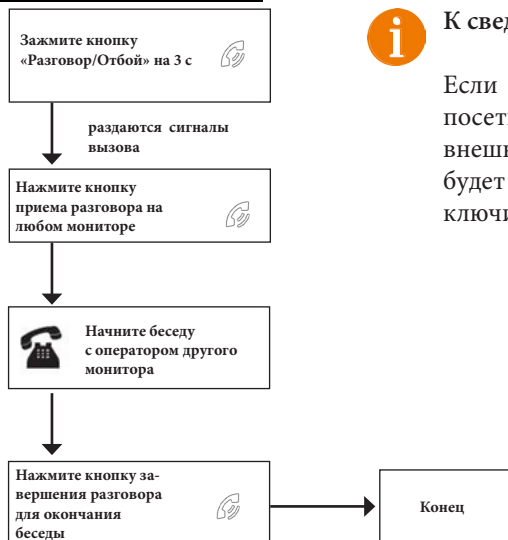 Зажмите кнопку
«Разговор/Отбой» на 3 с
раздаются сигналы
вызова
Нажмите кнопку
приема разговора на
любом мониторе
Начните беседу
с оператором другого
монитора
Нажмите кнопку за-
вершения разговора
для окончания
беседы
Конец
К свед
Если
посети
внешн
будет
ключи